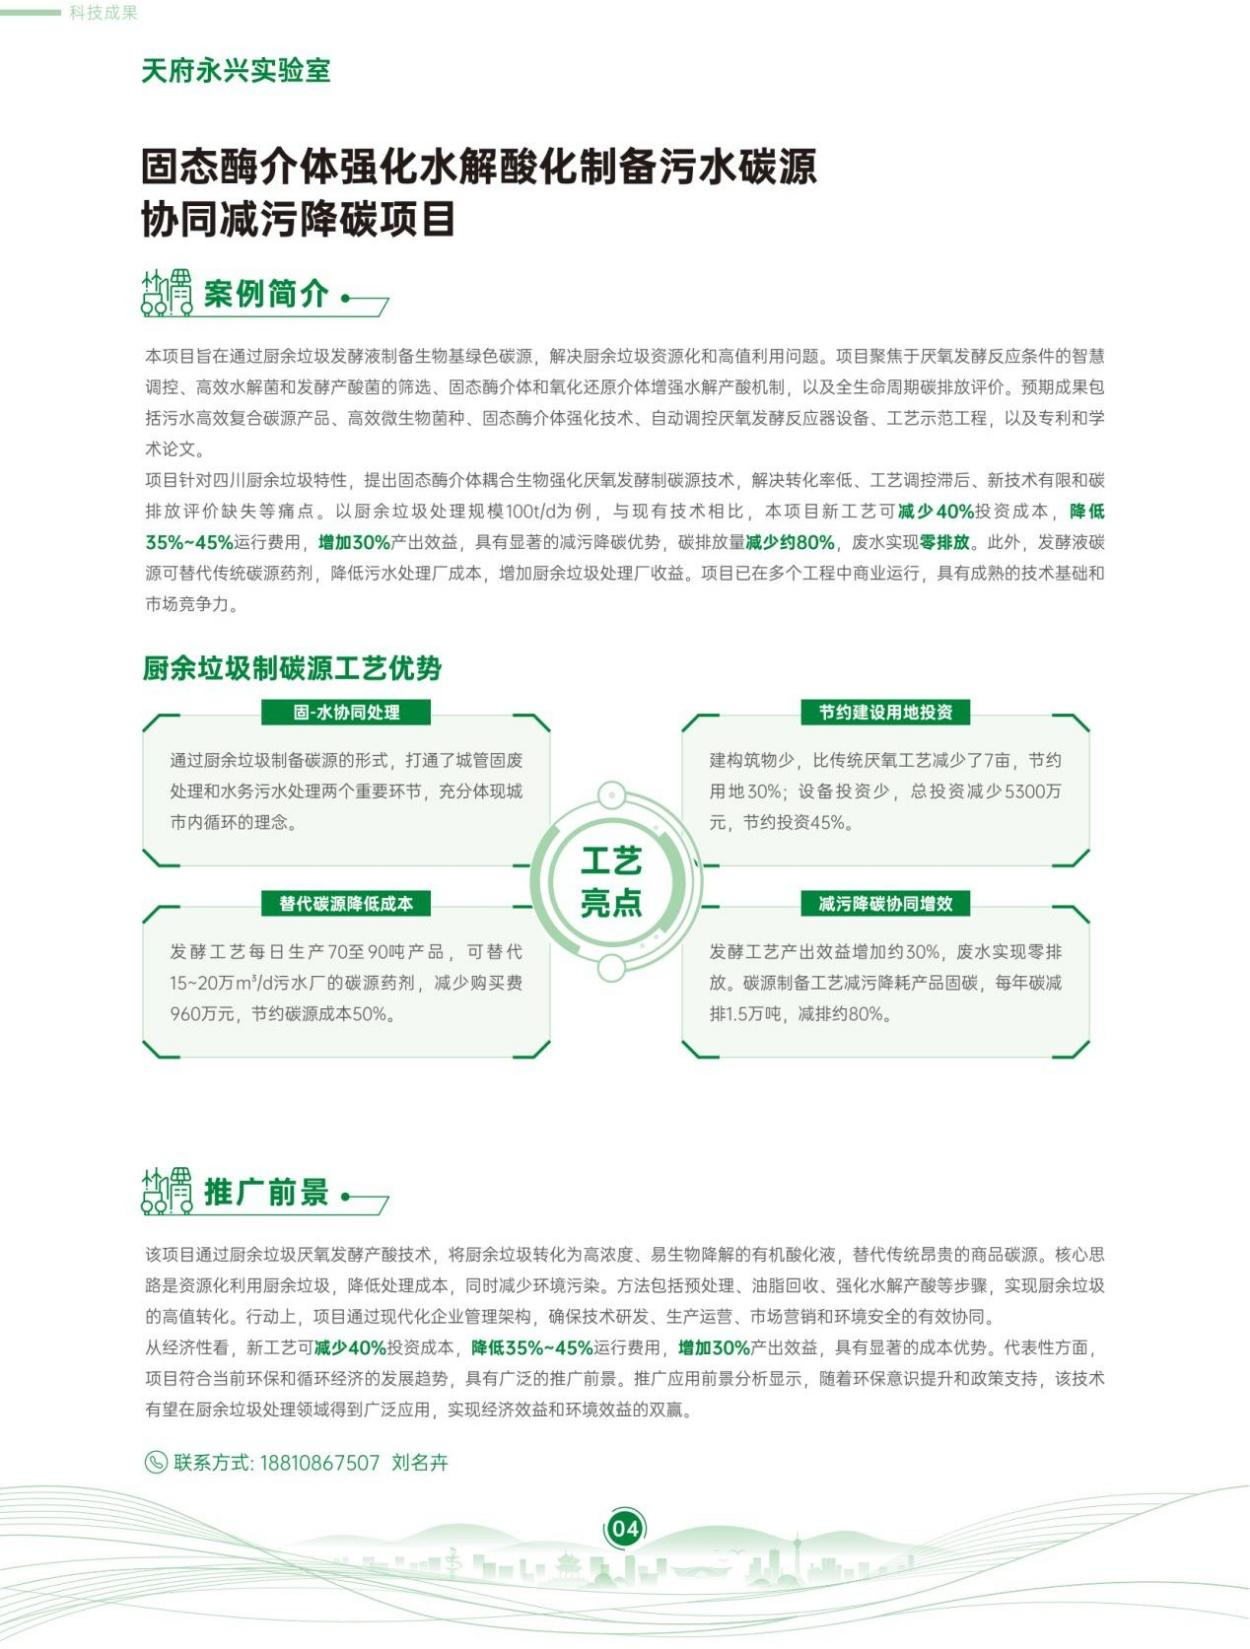 科技成果
天府永兴实验室
固态酶介体强化水解酸化制备污水碳源
协同减污降碳项目
案例简介
本项目旨在通过厨余垃圾发酵液制备生物基绿色碳源，解决厨余垃圾资源化和高值利用问题。项目聚焦于厌氧发酵反应条件的智慧
调控、高效水解菌和发酵产酸菌的筛选、固态酶介体和氧化还原介体增强水解产酸机制，以及全生命周期碳排放评价。预期成果包
括污水高效复合碳源产品、高效微生物菌种、固态酶介体强化技术、自动调控厌氧发酵反应器设备、工艺示范工程，以及专利和学
术论文。
项目针对四川厨余垃圾特性，提出固态酶介体耦合生物强化厌氧发酵制碳源技术，解决转化率低、工艺调控滞后、新技术有限和碳
排放评价缺失等痛点。以厨余垃圾处理规模100t/d为例，与现有技术相比，本项目新工艺可减少40%投资成本，降低
35%~45%运行费用，增加30%产出效益，具有显著的减污降碳优势，碳排放量减少约80%，废水实现零排放。此外，发酵液碳
源可替代传统碳源药剂，降低污水处理厂成本，增加厨余垃圾处理厂收益。项目已在多个工程中商业运行，具有成熟的技术基础和
市场竞争力。
厨余垃圾制碳源工艺优势
固-水协同处理
通过厨余垃圾制备碳源的形式，打通了城管固废
处理和水务污水处理两个重要环节，充分体现城
市内循环的理念。
节约建设用地投资
建构筑物少，比传统厌氧工艺减少了7亩，节约
用地30%；设备投资少，总投资减少5300万
元，节约投资45%。
工艺
亮点
替代碳源降低成本
发酵工艺每日生产70至90吨产品，可替代
15~20万m³/d污水厂的碳源药剂，减少购买费
960万元，节约碳源成本50%。
减污降碳协同增效
发酵工艺产出效益增加约30%，废水实现零排
放。碳源制备工艺减污降耗产品固碳，每年碳减
排1.5万吨，减排约80%。
推广前景
该项目通过厨余垃圾厌氧发酵产酸技术，将厨余垃圾转化为高浓度、易生物降解的有机酸化液，替代传统昂贵的商品碳源。核心思
路是资源化利用厨余垃圾，降低处理成本，同时减少环境污染。方法包括预处理、油脂回收、强化水解产酸等步骤，实现厨余垃圾
的高值转化。行动上，项目通过现代化企业管理架构，确保技术研发、生产运营、市场营销和环境安全的有效协同。
从经济性看，新工艺可减少40%投资成本，降低35%~45%运行费用，增加30%产出效益，具有显著的成本优势。代表性方面，
项目符合当前环保和循环经济的发展趋势，具有广泛的推广前景。推广应用前景分析显示，随着环保意识提升和政策支持，该技术
有望在厨余垃圾处理领域得到广泛应用，实现经济效益和环境效益的双赢。
联系方式: 18810867507 刘名卉
04